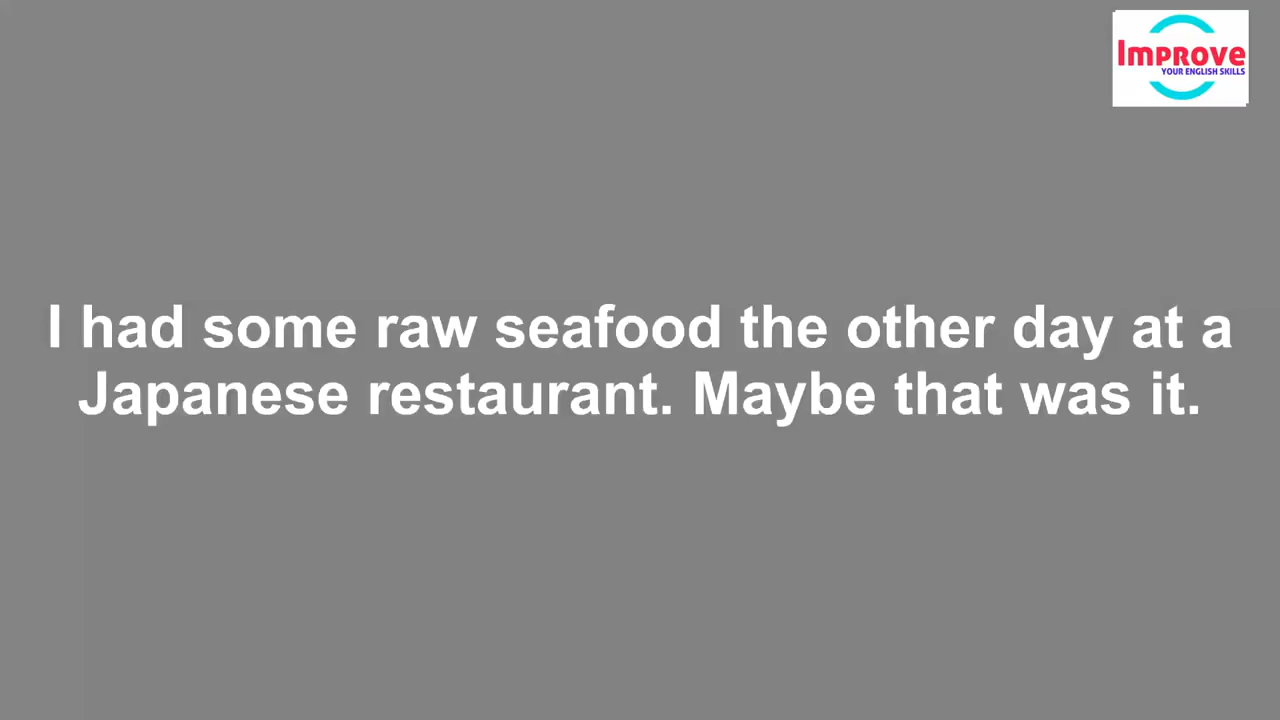 Improve
YOUR ENGLISH SKILLS
I had some raw seafood the other day at a
Japanese restaurant. Maybe that was it.